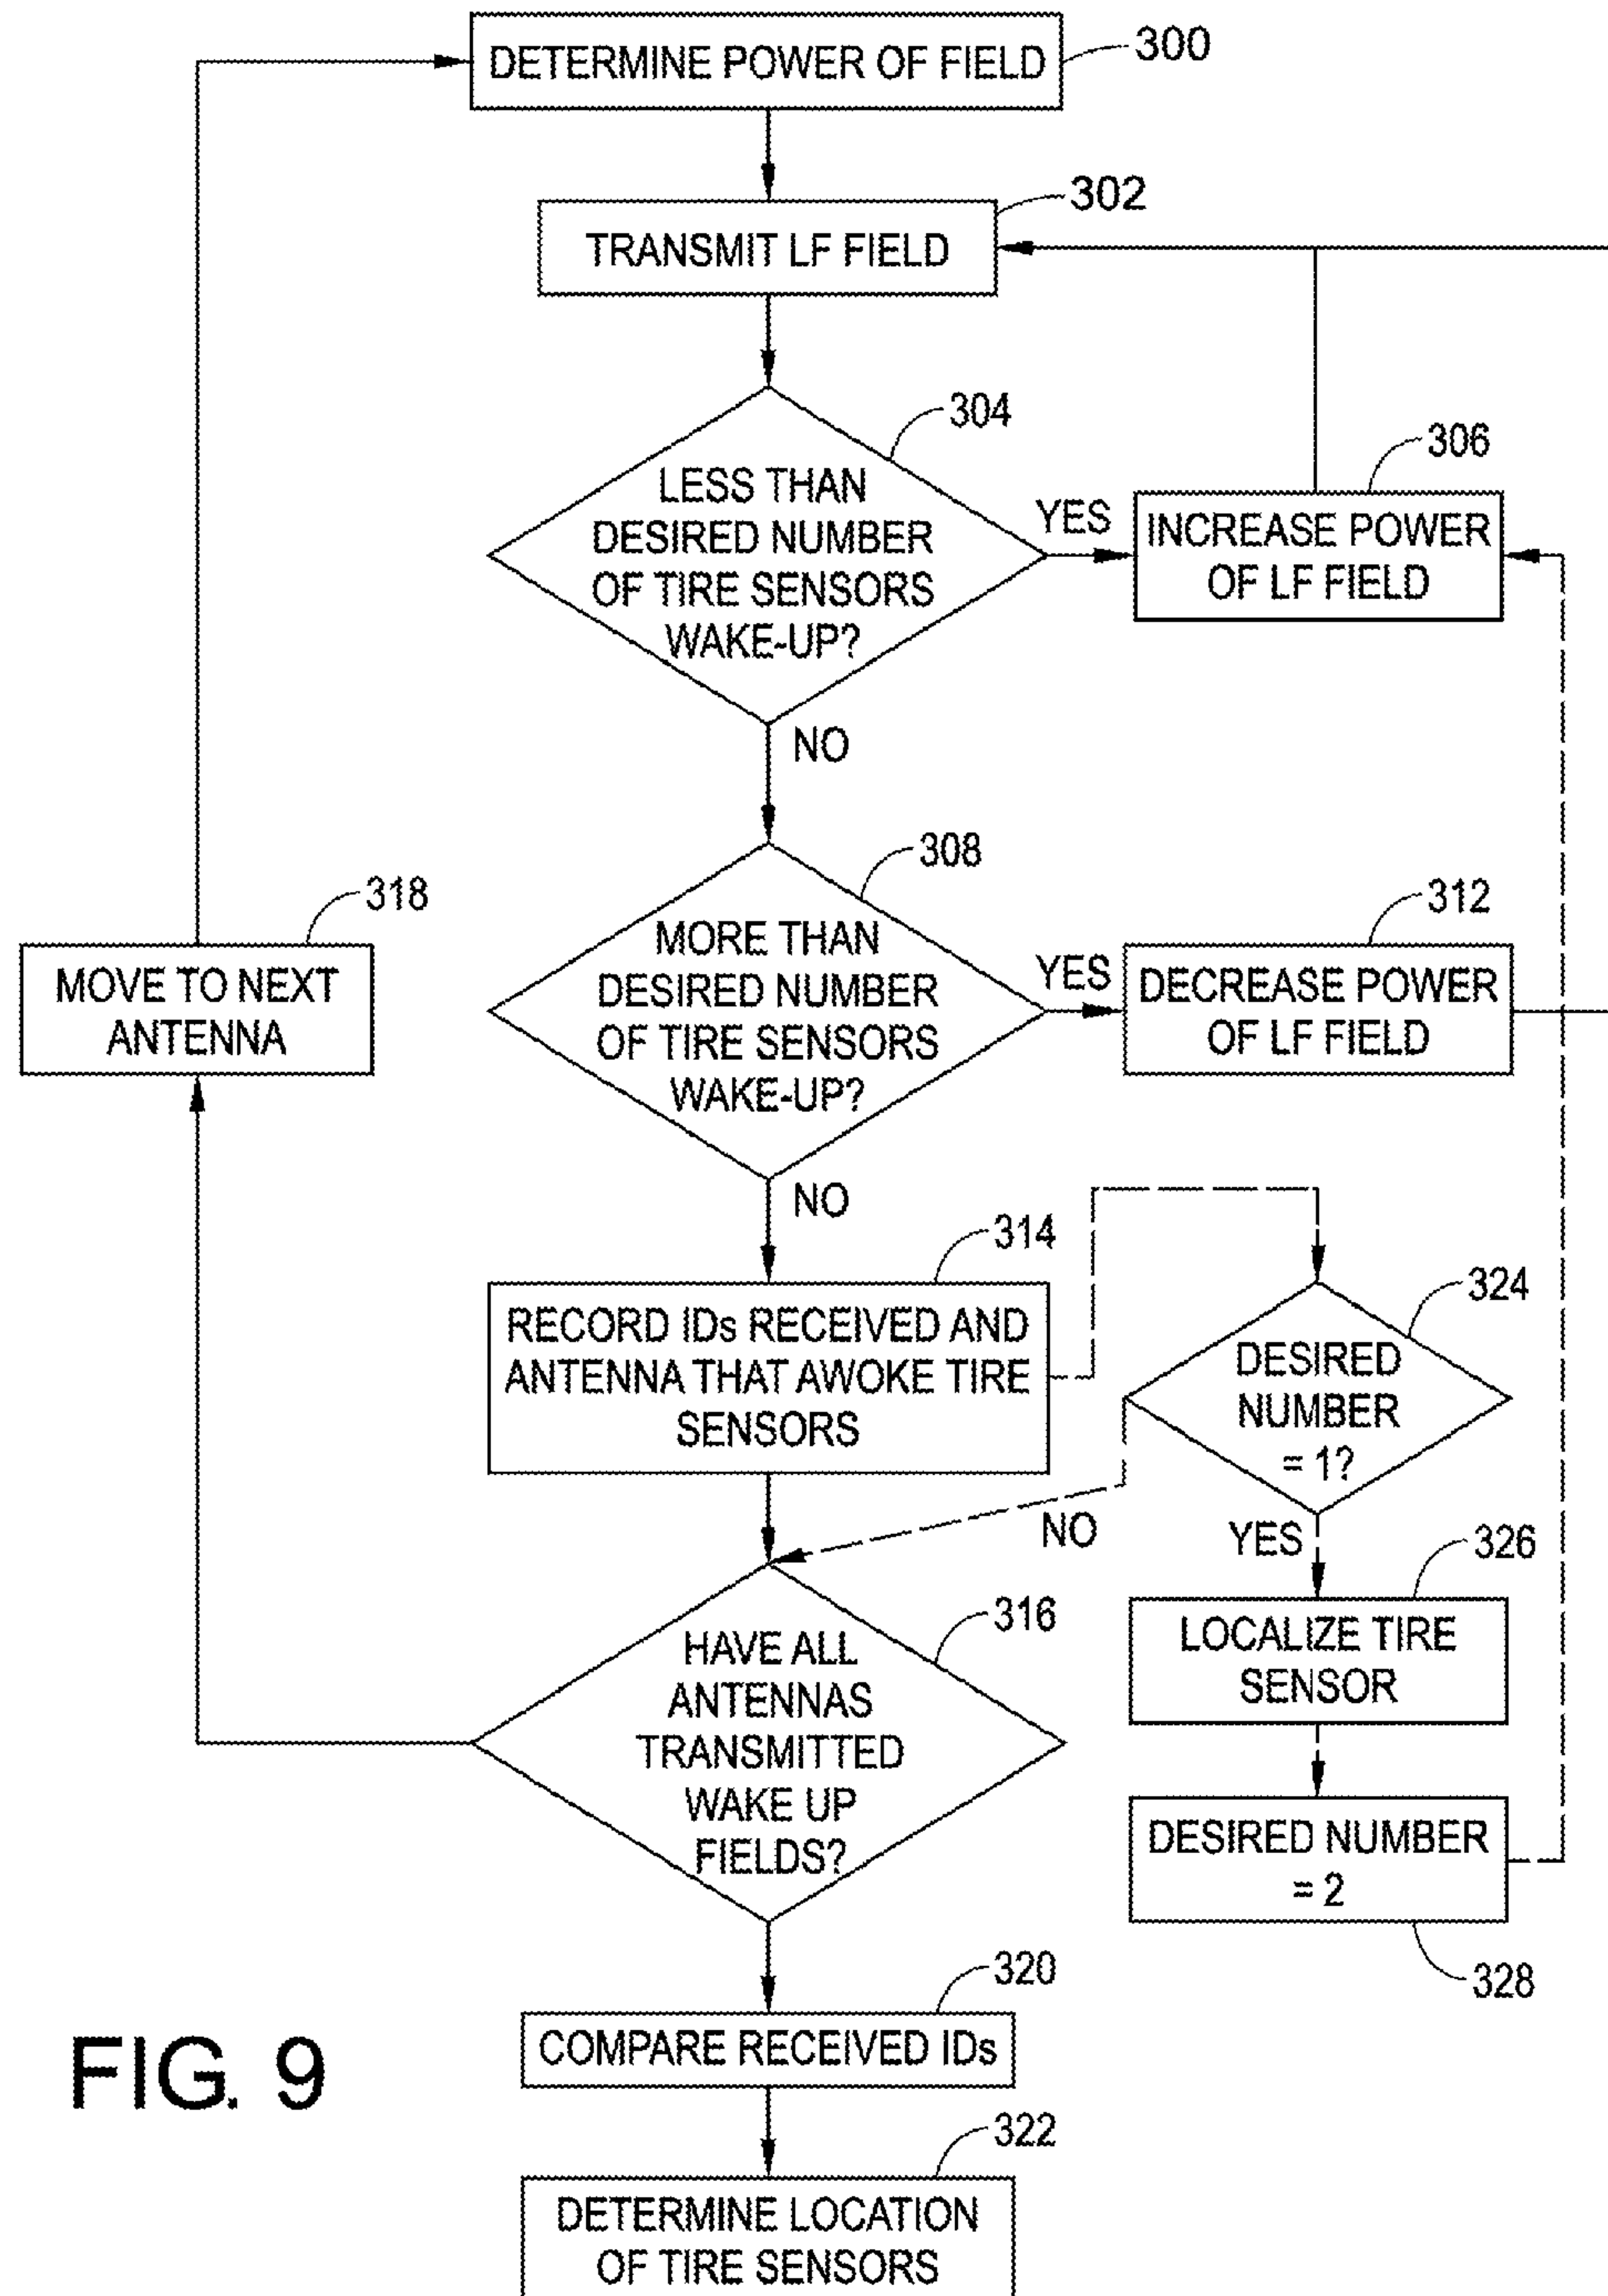 DETERMINE POWER OF FIELD
300
TRANSMIT LF FIELD
302
LESS THAN
DESIRED NUMBER
OF TIRE SENSORS
WAKE-UP?
304
YES
INCREASE POWER
OF LF FIELD
306
NO
MORE THAN
DESIRED NUMBER
OF TIRE SENSORS
WAKE-UP?
308
YES
DECREASE POWER
OF LF FIELD
312
MOVE TO NEXT
ANTENNA
318
NO
RECORD IDs RECEIVED AND
ANTENNA THAT AWOKE TIRE
SENSORS
314
DESIRED
NUMBER
= 1?
324
NO
YES
LOCALIZE TIRE
SENSOR
326
HAVE ALL
ANTENNAS
TRANSMITTED
WAKE UP
FIELDS?
316
DESIRED NUMBER
= 2
328
COMPARE RECEIVED IDs
320
DETERMINE LOCATION
OF TIRE SENSORS
322
FIG. 9